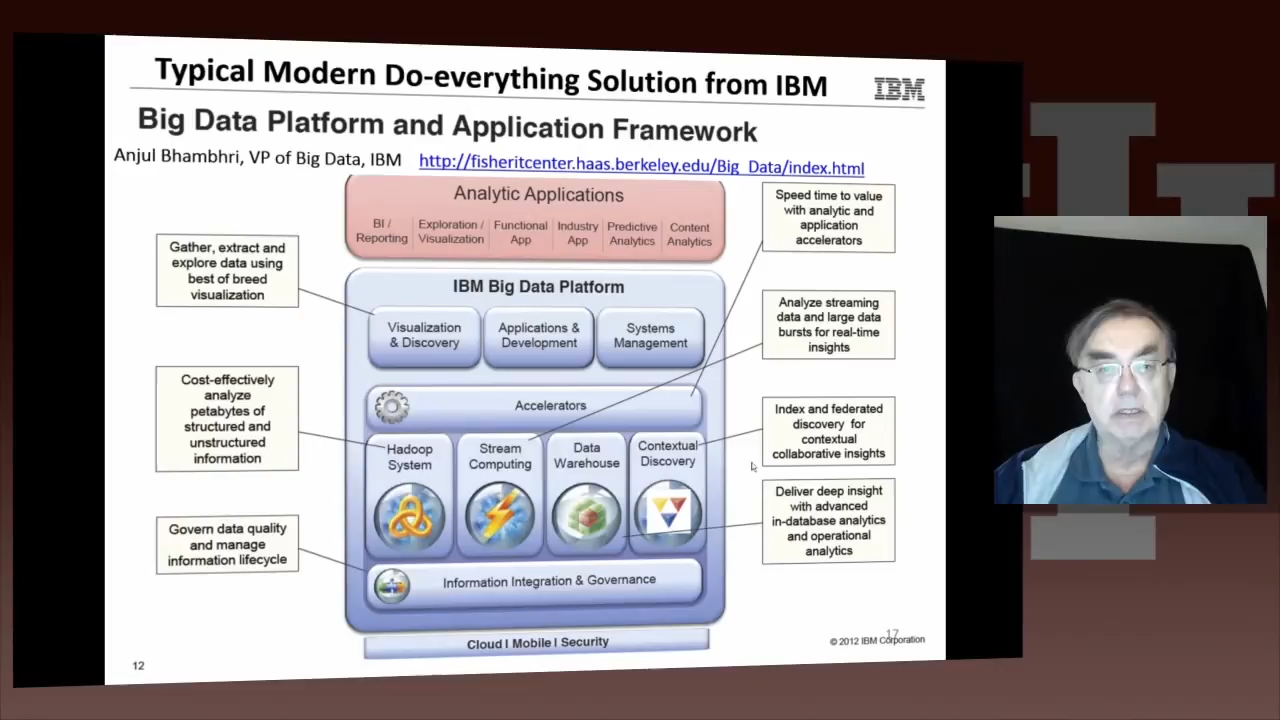 Typical Modern Do-everything Solution from IBM
IBM
Big Data Platform and Application Framework
Anjul Bhambhri, VP of Big Data, IBM http://fisheritcenter.haas.berkeley.edu/Big_Data/index.html
Analytic Applications
BI /
Reporting
Exploration /
Visualization
Functional
App
Industry
App
Predictive
Analytics
Content
Analytics
Speed time to value
with analytic and
application
accelerators
Gather, extract and
explore data using
best of breed
visualization
IBM Big Data Platform
Visualization
& Discovery
Applications &
Development
Systems
Management
Analyze streaming
data and large data
bursts for real-time
insights
Cost-effectively
analyze
petabytes of
structured and
unstructured
information
Accelerators
Hadoop
System
Stream
Computing
Data
Warehouse
Contextual
Discovery
Index and federated
discovery for
contextual
collaborative insights
Deliver deep insight
with advanced
in-database analytics
and operational
analytics
Govern data quality
and manage
information lifecycle
Information Integration & Governance
Cloud | Mobile | Security
17
© 2012 IBM Corporation
12